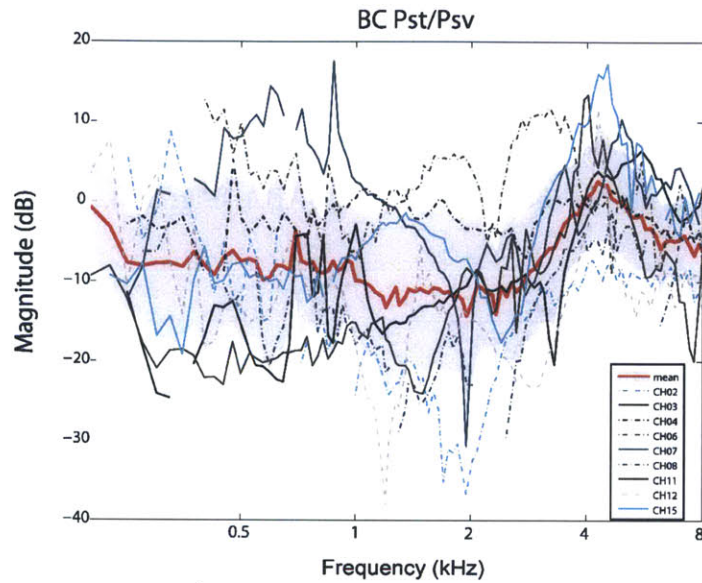 BC Pst/Psv
20
10
0
−10
−20
−30
−40
Magnitude (dB)
0.5 1 2 4 8
Frequency (kHz)
mean
CH02
CH03
CH04
CH06
CH07
CH08
CH11
CH12
CH15